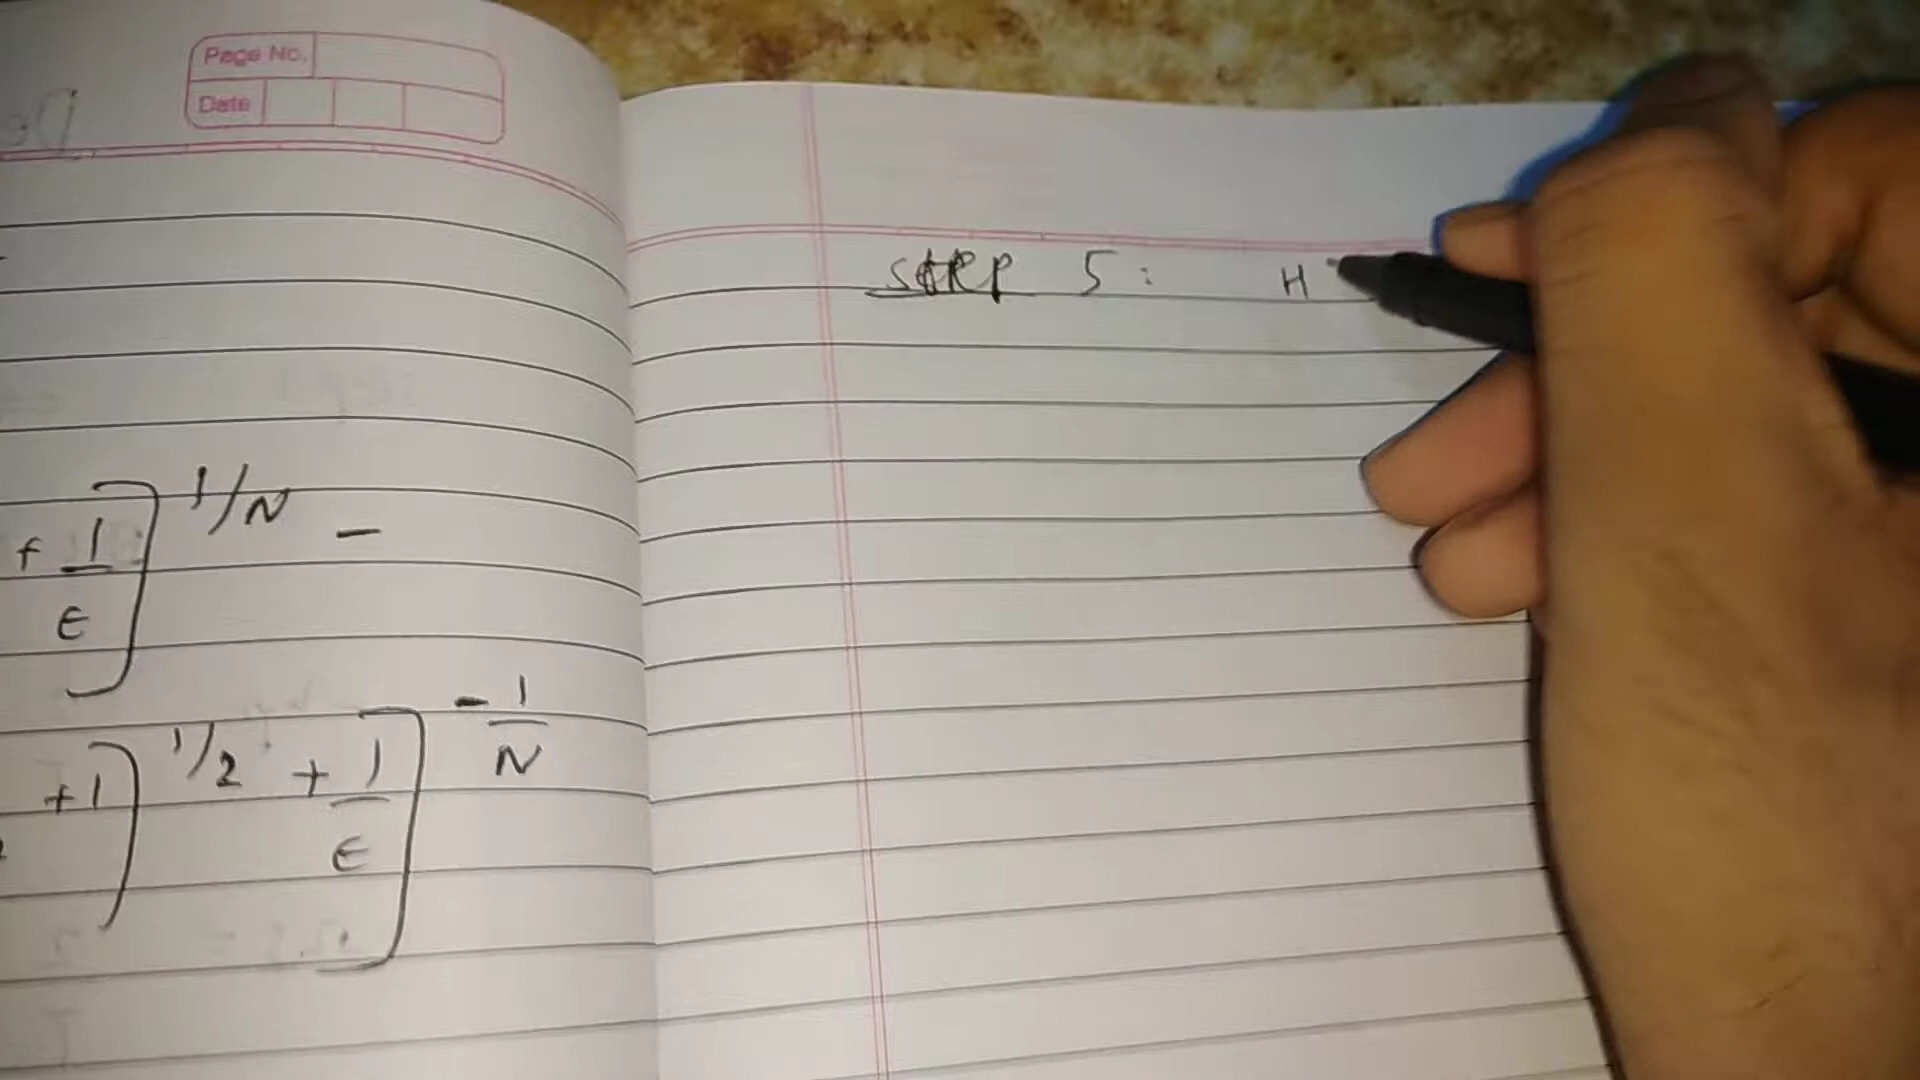 Page No.
Date
+ 1/ϵ ]^1/N -
+1 )^1/2 + 1/ϵ ]^-1/N
STEP 5: H